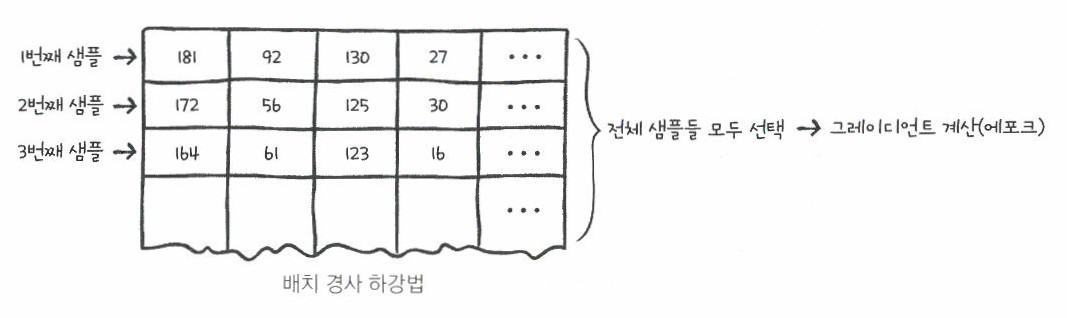 1번째 샘플 → 181 92 130 27 ...
2번째 샘플 → 172 56 125 30 ...
전체 샘플들 모두 선택 → 그레이디언트 계산(에포크)
3번째 샘플 → 164 61 123 16 ...
...
배치 경사 하강법